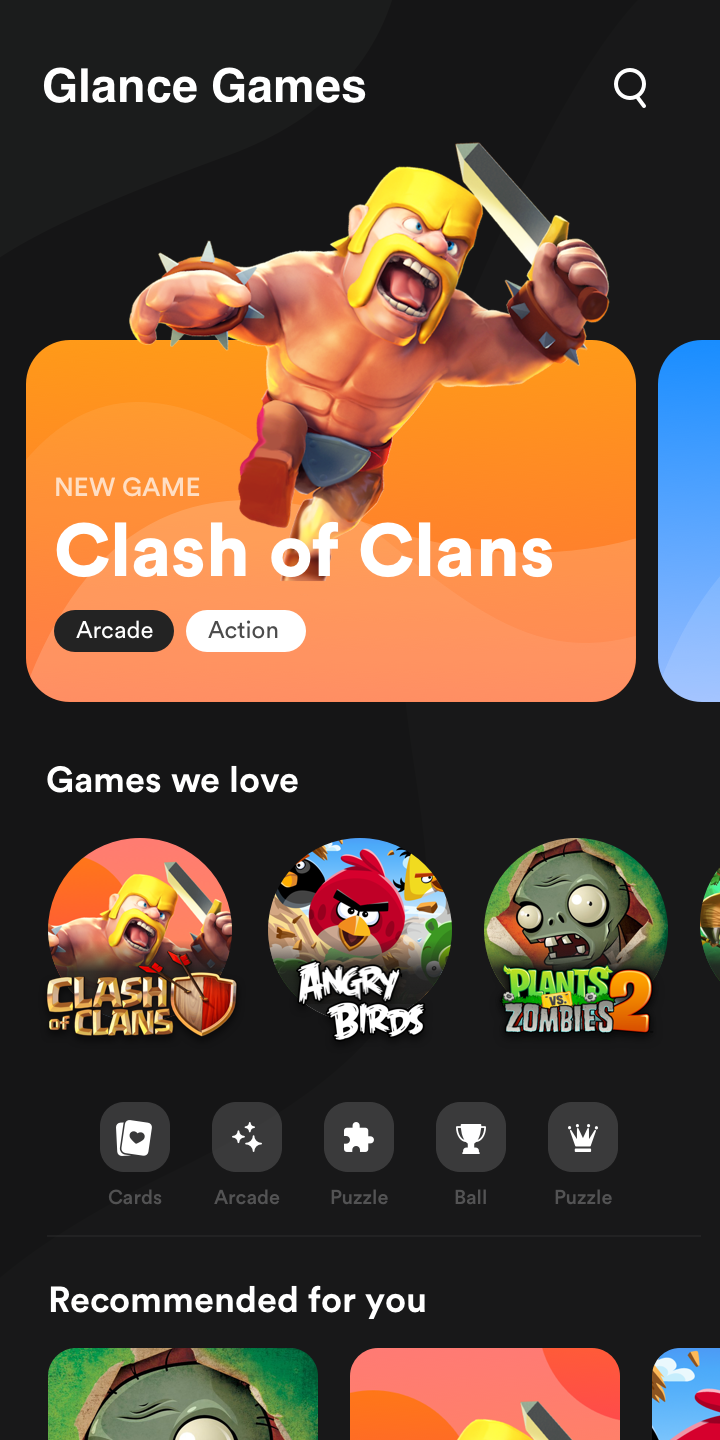 Glance Games
NEW GAME
Clash of Clans
Arcade
Action
Games we love
CLASH
of CLANS
ANGRY
BIRDS
PLANTS
VS.
ZOMBIES 2
Cards
Arcade
Puzzle
Ball
Puzzle
Recommended for you